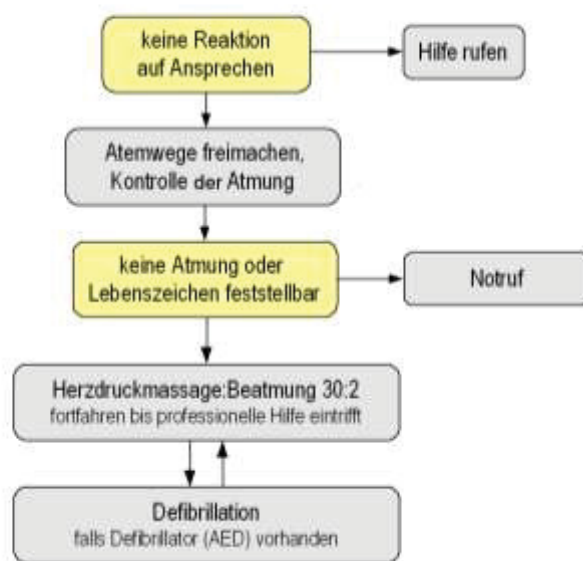 keine Reaktion
auf Ansprechen
Hilfe rufen
Atemwege freimachen,
Kontrolle der Atmung
keine Atmung oder
Lebenszeichen feststellbar
Notruf
Herzdruckmassage:Beatmung 30:2
fortfahren bis professionelle Hilfe eintrifft
Defibrillation
falls Defibrillator (AED) vorhanden